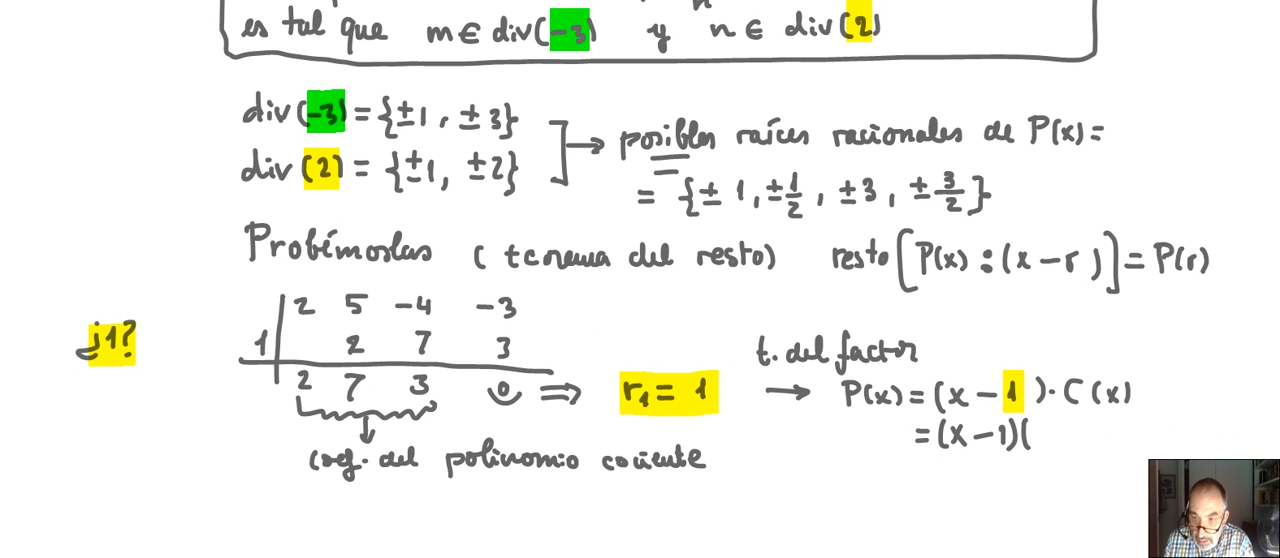 es tal que m ∈ div(-3) y n ∈ div(2)
div(-3) = {±1, ±3}
div(2) = {±1, ±2}
posibles raíces racionales de P(x) =
= {±1, ±1/2, ±3, ±3/2}
Probémoslas (teorema del resto) resto[P(x) : (x-r)] = P(r)
2 5 -4 -3
¿1?
1 2 7 3
2 7 3 0 ⇒ r₁ = 1
t. del factor
→ P(x) = (x-1)·C(x)
= (x-1)(
coef. del polinomio cociente